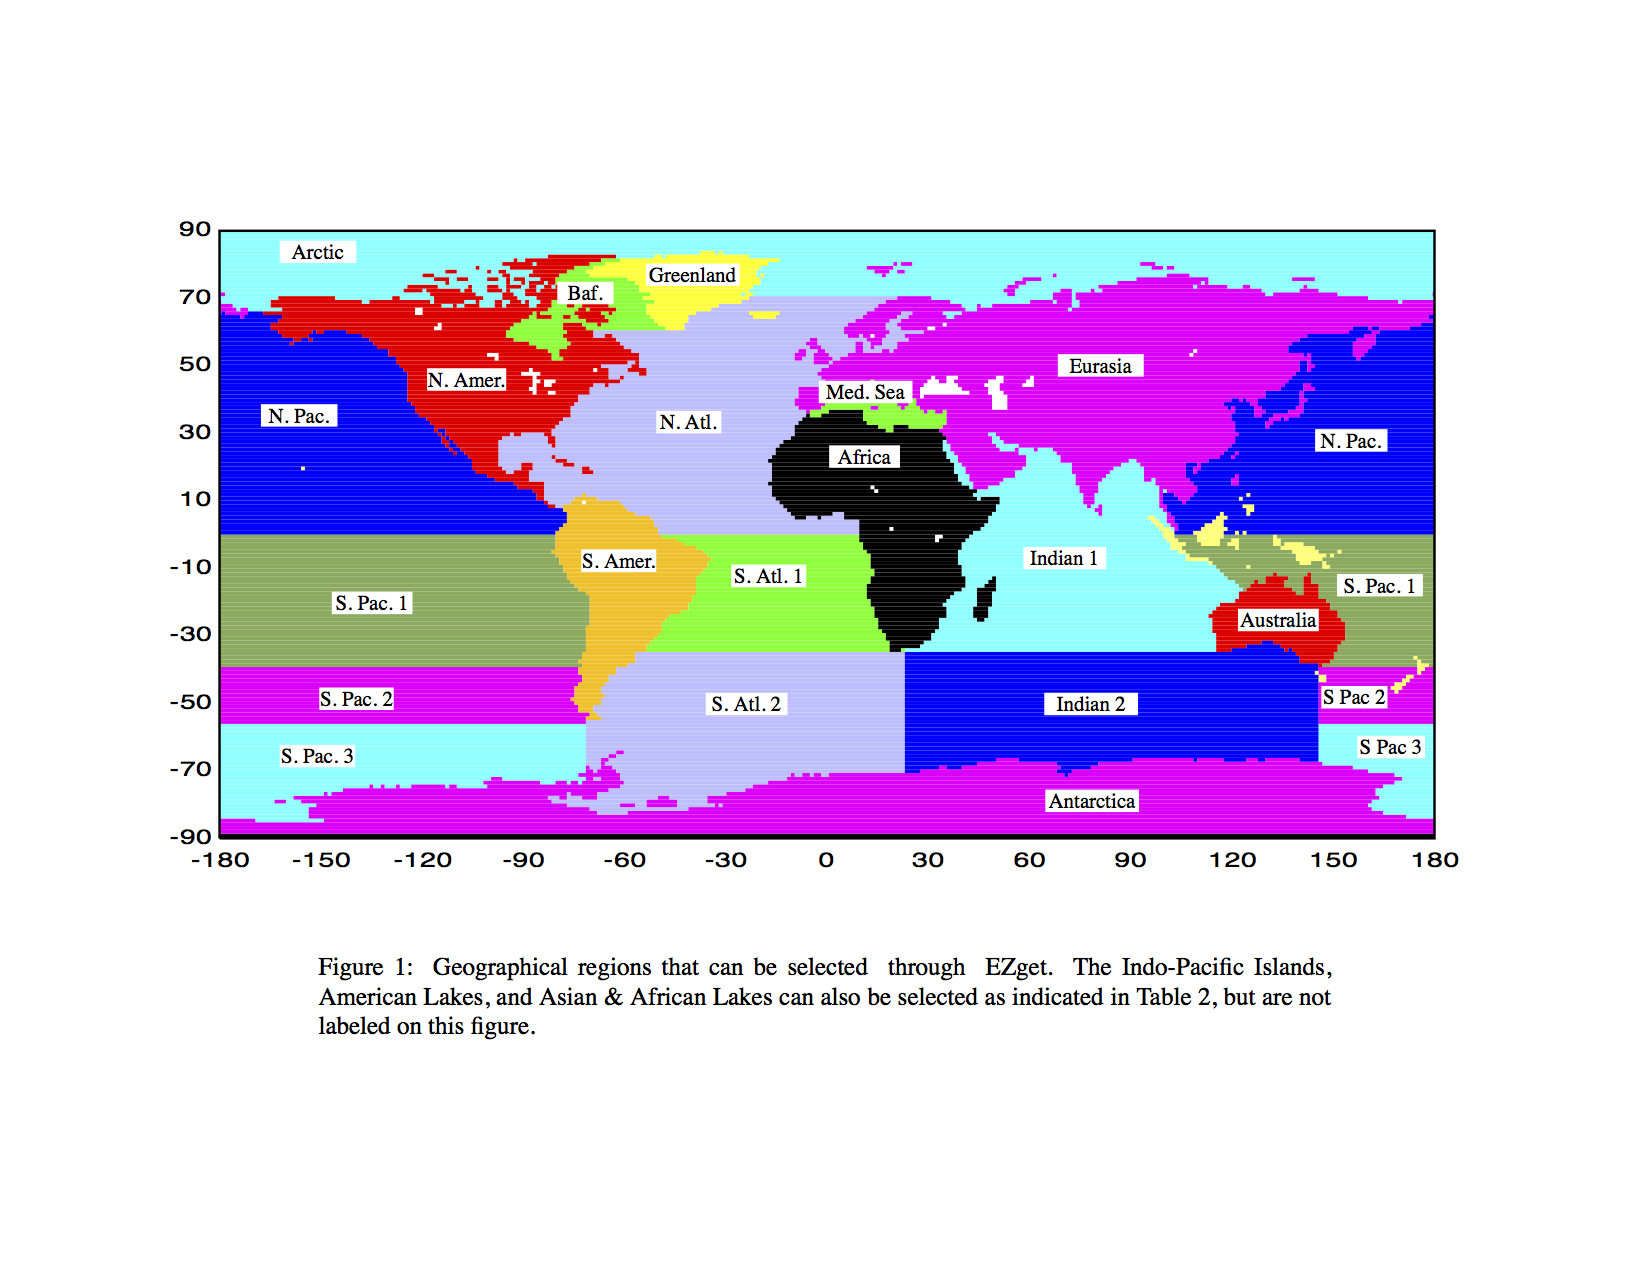 90
Arctic
Greenland
70
Baf.
50
Eurasia
N. Amer.
Med. Sea
N. Pac.
N. Atl.
30
N. Pac.
Africa
10
-10
S. Amer.
Indian 1
S. Atl. 1
S. Pac. 1
S. Pac. 1
-30
Australia
-50
S. Pac. 2
S. Atl. 2
Indian 2
S Pac 2
S. Pac. 3
S Pac 3
-70
Antarctica
-90
-180 -150 -120 -90 -60 -30 0 30 60 90 120 150 180
Figure 1: Geographical regions that can be selected through EZget. The Indo-Pacific Islands,
American Lakes, and Asian & African Lakes can also be selected as indicated in Table 2, but are not
labeled on this figure.